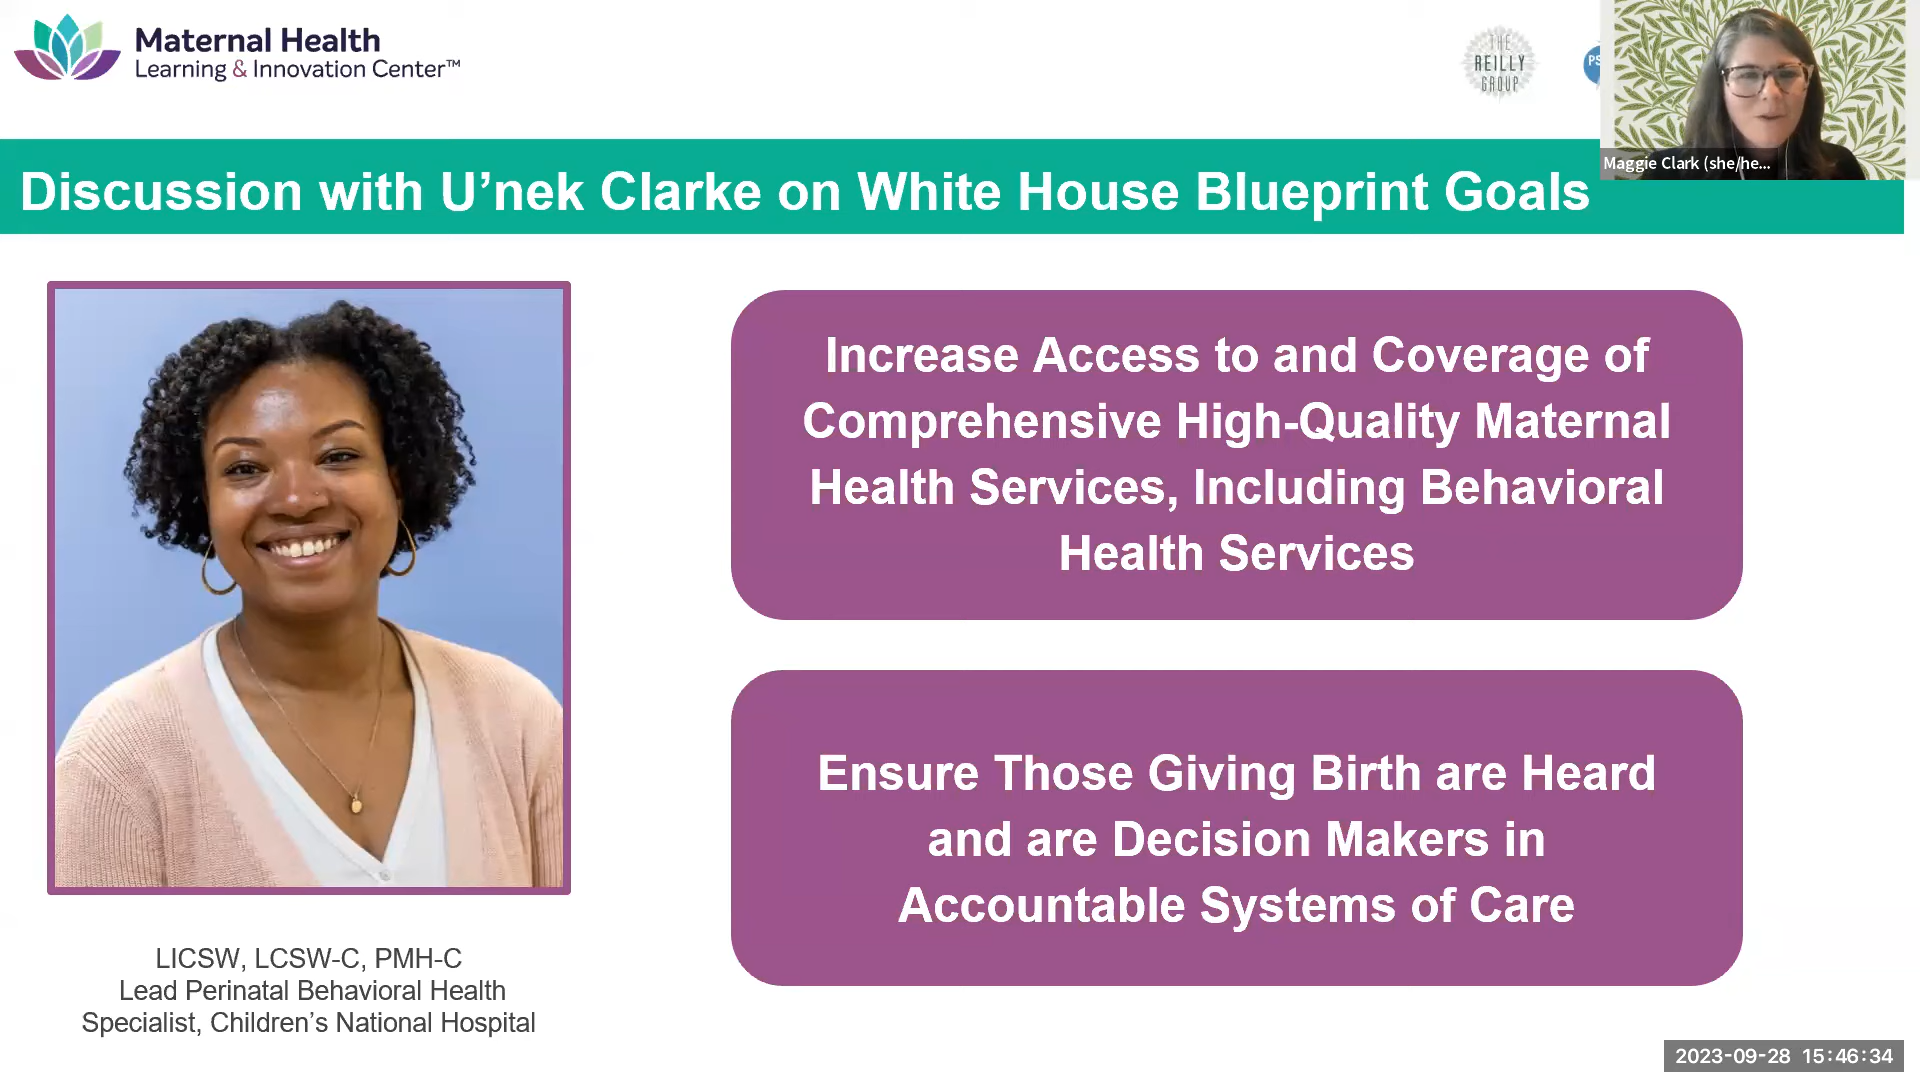 Maternal Health
Learning & Innovation Center™
THE
REILLY
GROUP
PS
Maggie Clark (she/he...
Discussion with U’nek Clarke on White House Blueprint Goals
Increase Access to and Coverage of
Comprehensive High-Quality Maternal
Health Services, Including Behavioral
Health Services
Ensure Those Giving Birth are Heard
and are Decision Makers in
Accountable Systems of Care
LICSW, LCSW-C, PMH-C
Lead Perinatal Behavioral Health
Specialist, Children’s National Hospital
2023-09-28 15:46:34